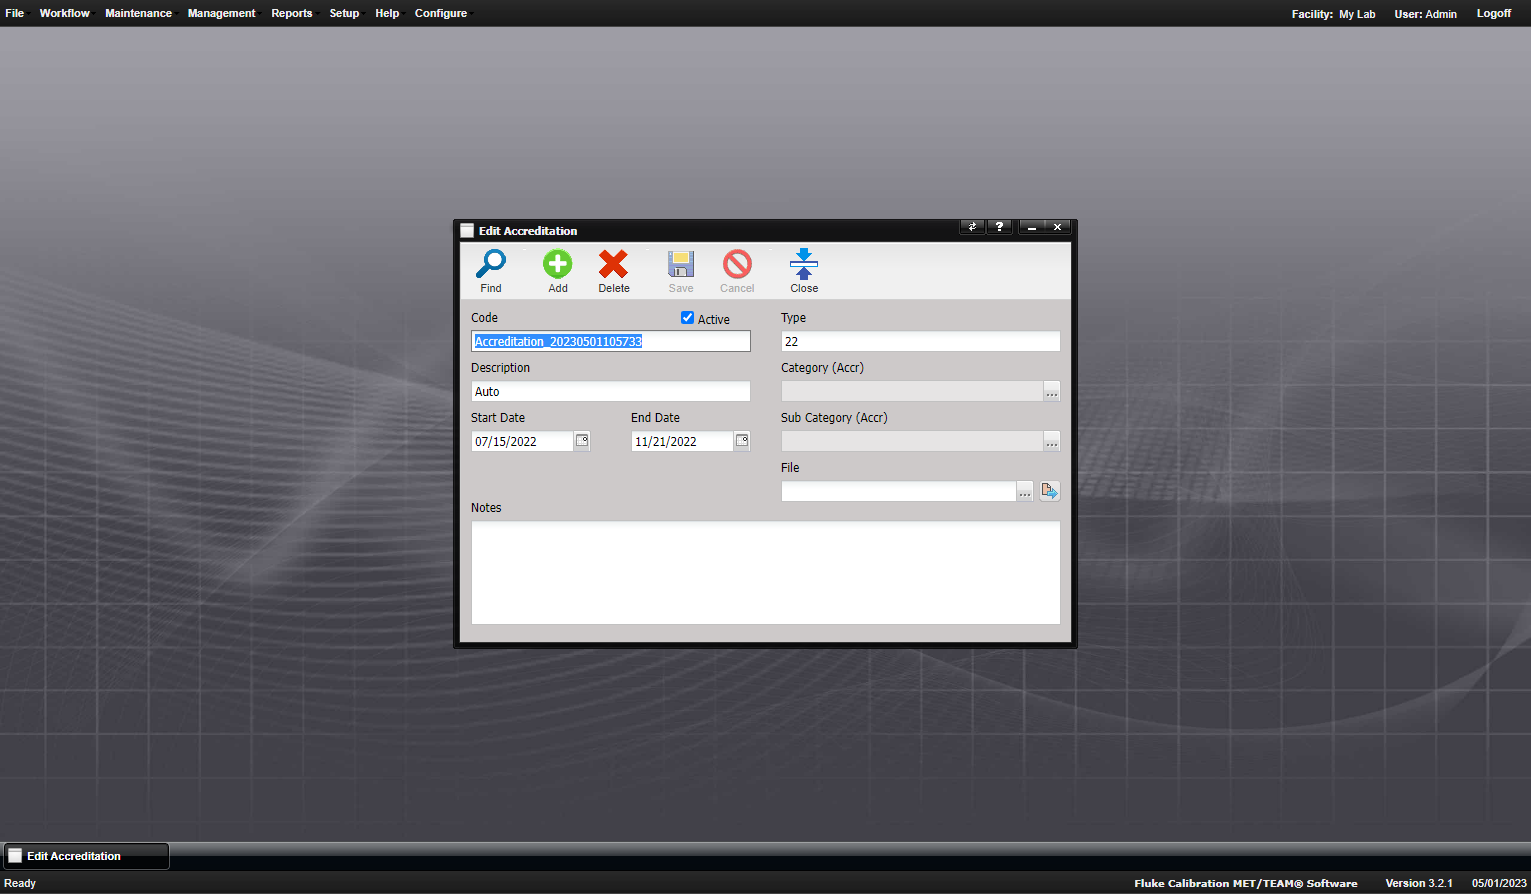 File Workflow Maintenance Management Reports Setup Help Configure Facility: My Lab User: Admin Logoff
Edit Accreditation ?
Find Add Delete Save Cancel Close
Code Active Type
Accreditation_20230501105733 22
Description Category (Accr)
Auto ...
Start Date End Date Sub Category (Accr)
07/15/2022 11/21/2022 ...
File
...
Notes
Edit Accreditation
Ready Fluke Calibration MET/TEAM® Software Version 3.2.1 05/01/2023